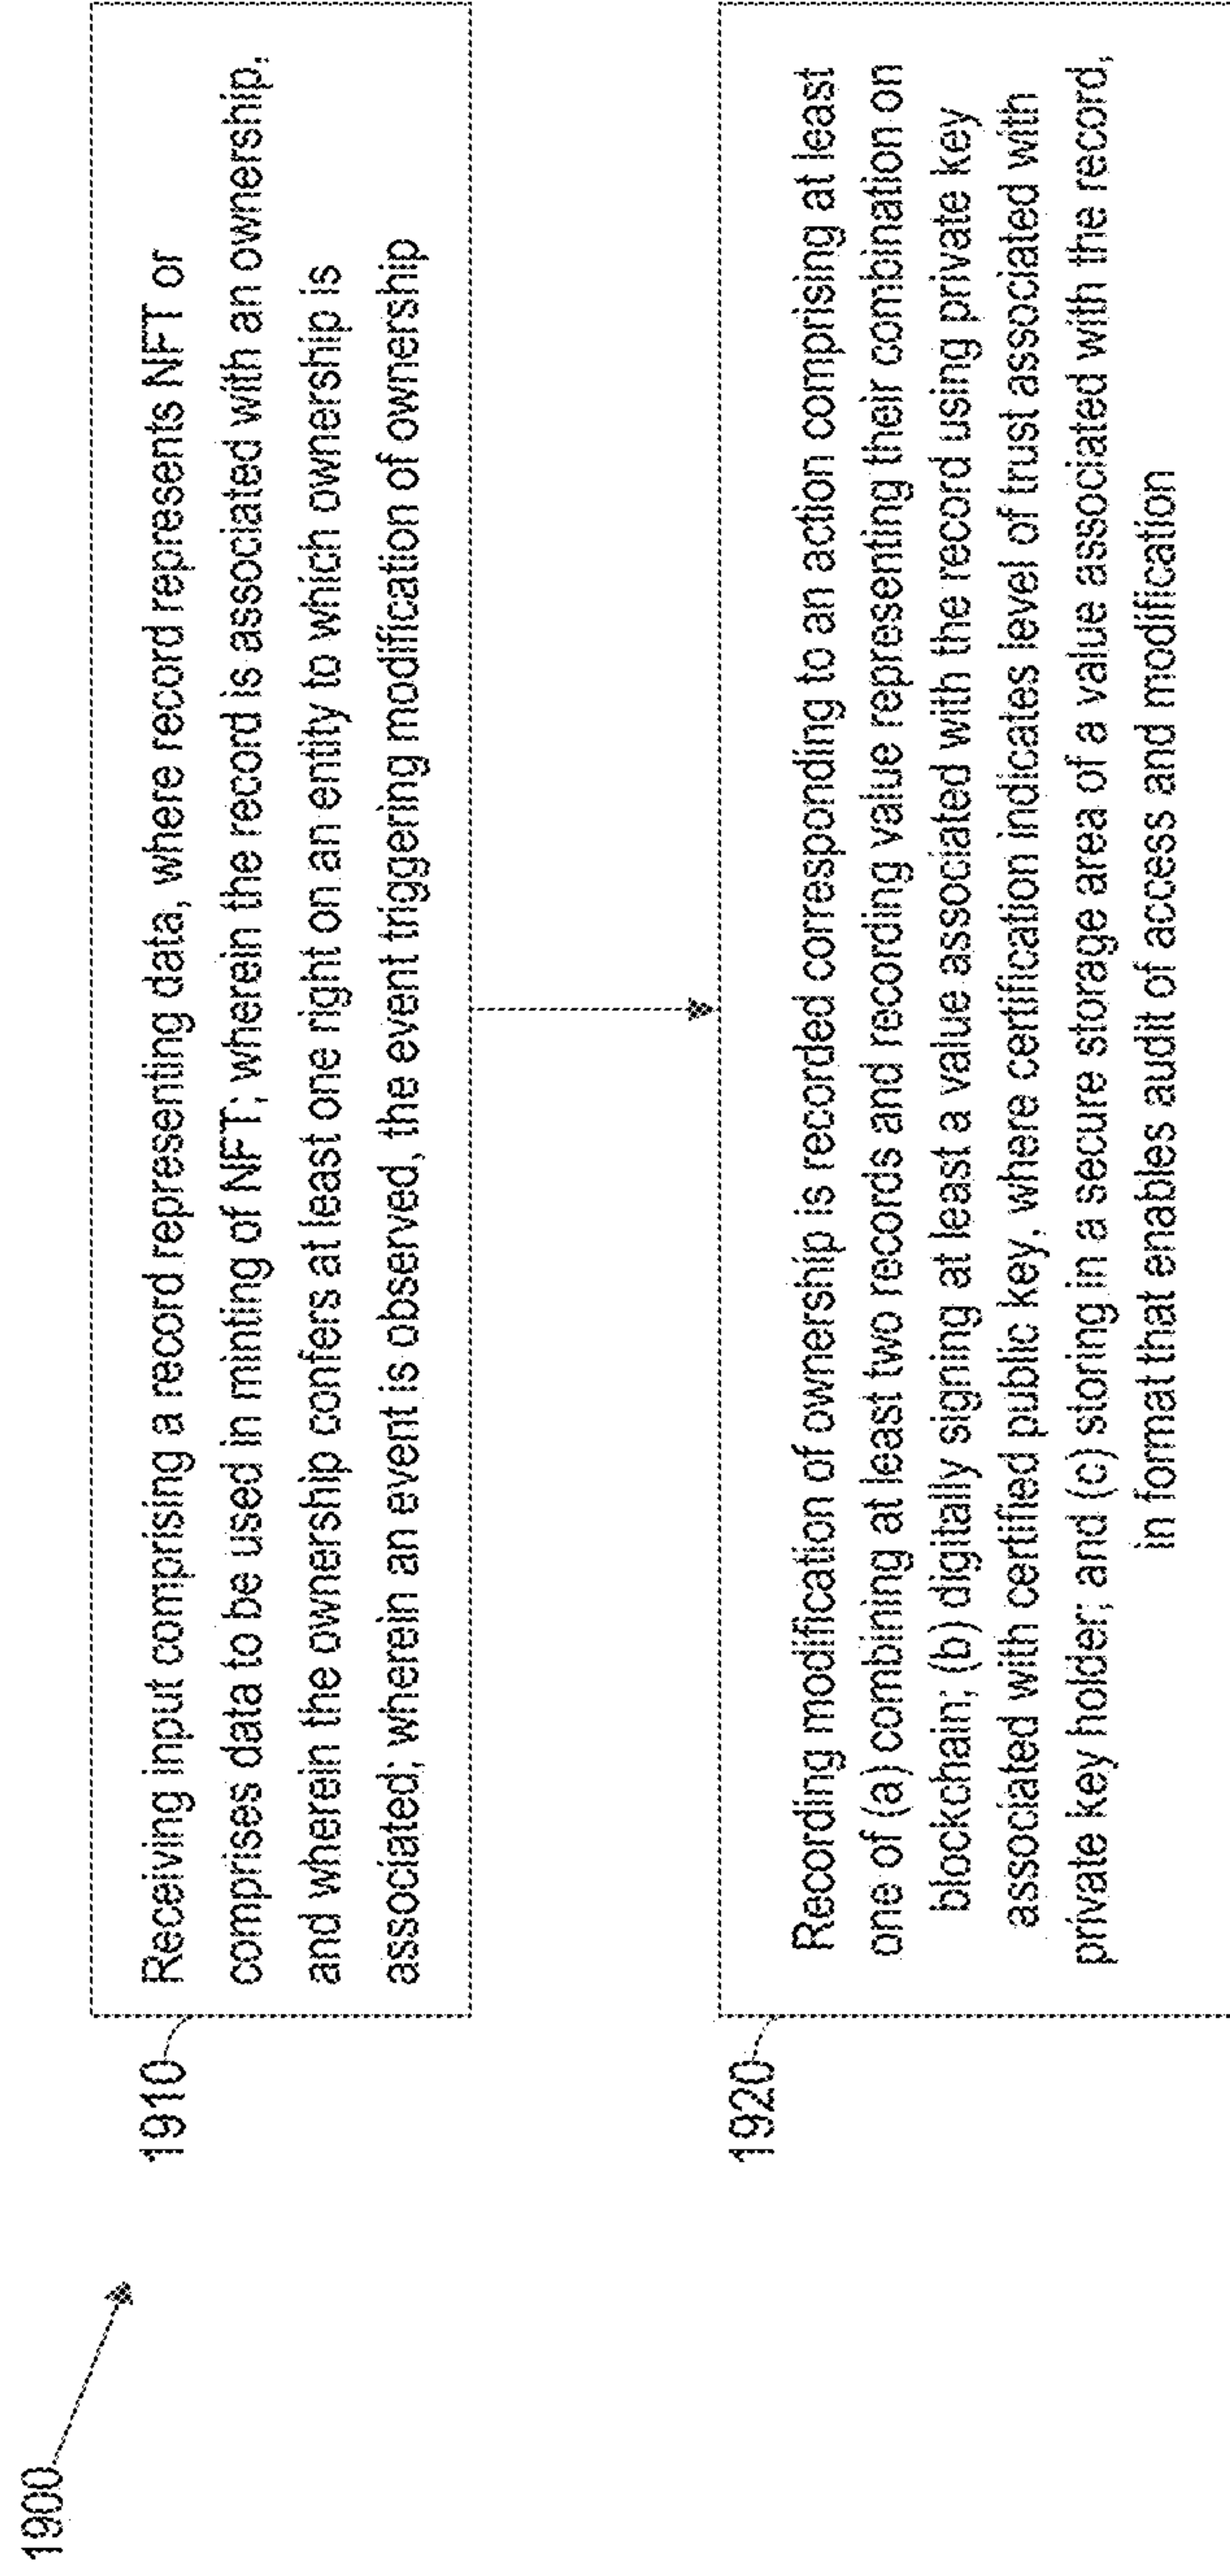 1900
1910
Receiving input comprising a record representing data, where record represents NFT or
comprises data to be used in minting of NFT; wherein the record is associated with an ownership,
and wherein the ownership confers at least one right on an entity to which ownership is
associated; wherein an event is observed, the event triggering modification of ownership
1920
Recording modification of ownership is recorded corresponding to an action comprising at least
one of (a) combining at least two records and recording value representing their combination on
blockchain; (b) digitally signing at least a value associated with the record using private key
associated with certified public key, where certification indicates level of trust associated with
private key holder; and (c) storing in a secure storage area of a value associated with the record,
in format that enables audit of access and modification